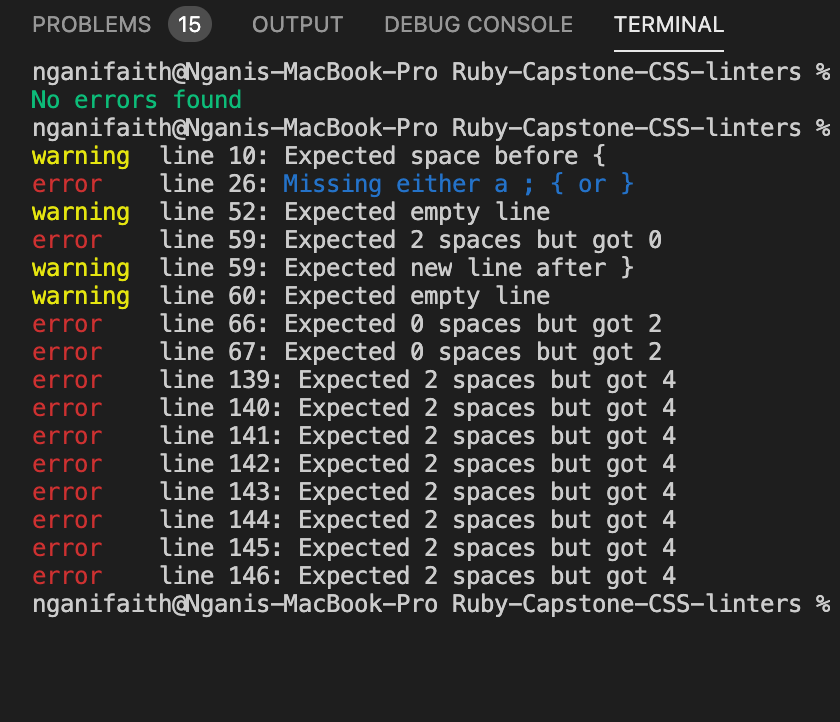 PROBLEMS 15 OUTPUT DEBUG CONSOLE TERMINAL
nganifaith@Nganis-MacBook-Pro Ruby-Capstone-CSS-linters %
No errors found
nganifaith@Nganis-MacBook-Pro Ruby-Capstone-CSS-linters %
warning line 10: Expected space before {
error line 26: Missing either a ; { or }
warning line 52: Expected empty line
error line 59: Expected 2 spaces but got 0
warning line 59: Expected new line after }
warning line 60: Expected empty line
error line 66: Expected 0 spaces but got 2
error line 67: Expected 0 spaces but got 2
error line 139: Expected 2 spaces but got 4
error line 140: Expected 2 spaces but got 4
error line 141: Expected 2 spaces but got 4
error line 142: Expected 2 spaces but got 4
error line 143: Expected 2 spaces but got 4
error line 144: Expected 2 spaces but got 4
error line 145: Expected 2 spaces but got 4
error line 146: Expected 2 spaces but got 4
nganifaith@Nganis-MacBook-Pro Ruby-Capstone-CSS-linters %